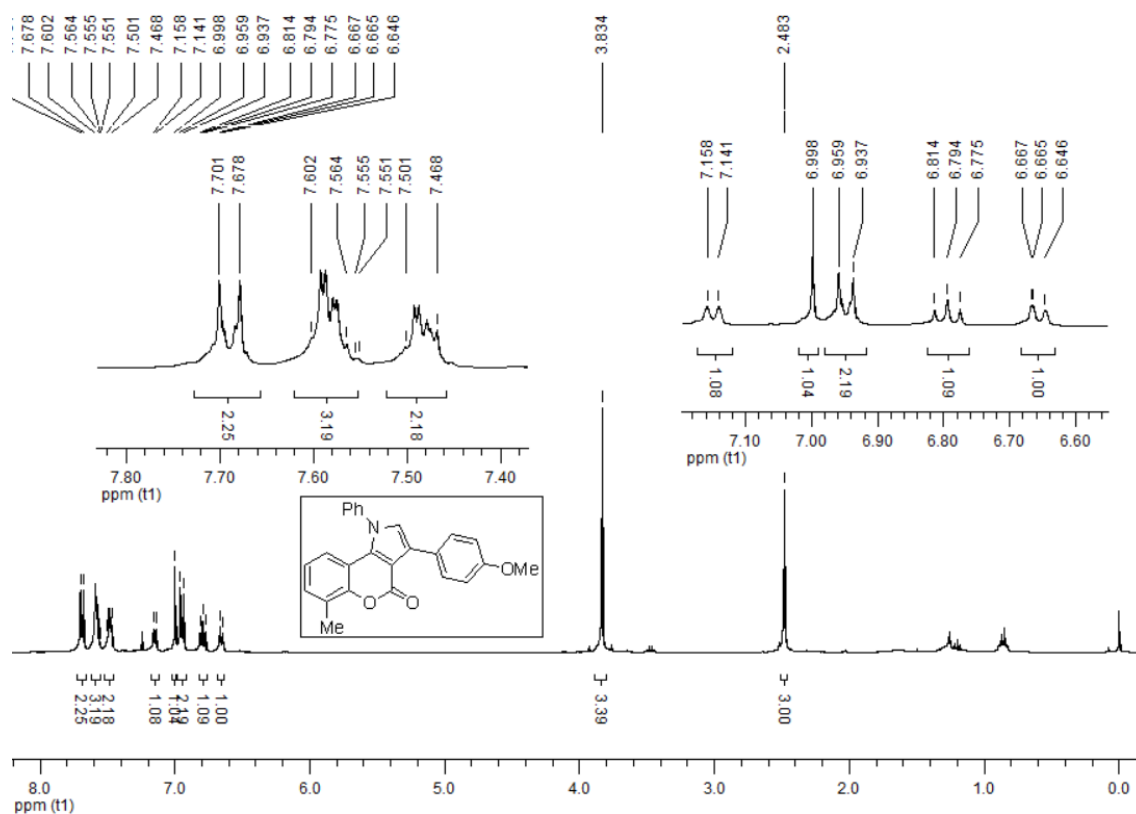 7.678 7.602 7.564 7.555 7.551 7.501 7.468 7.158 7.141 6.998 6.959 6.937 6.814 6.794 6.775 6.667 6.665 6.646 3.834 2.483
7.701 7.678 7.602 7.564 7.555 7.551 7.501 7.468
7.158 7.141 6.998 6.959 6.937 6.814 6.794 6.775 6.667 6.665 6.646
2.25 3.19 2.18
7.80 7.70 7.60 7.50 7.40
ppm (t1)
1.08 1.04 2.19 1.09 1.00
7.10 7.00 6.90 6.80 6.70 6.60
ppm (t1)
Ph
N
OMe
O
O
Me
2.25 3.19 2.18 1.08 1.04 2.19 1.09 1.00 3.39 3.00
8.0 7.0 6.0 5.0 4.0 3.0 2.0 1.0 0.0
ppm (t1)